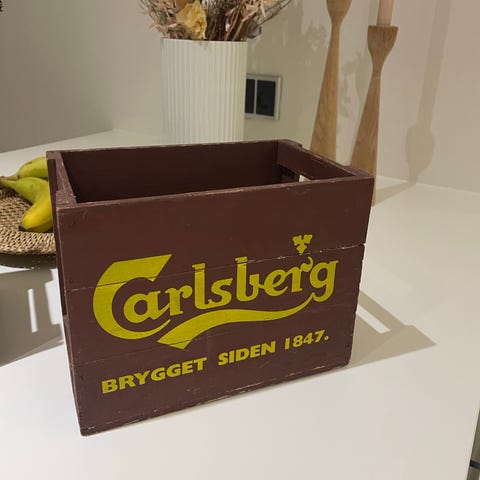 Carlsberg
BRYGGET SIDEN 1847.